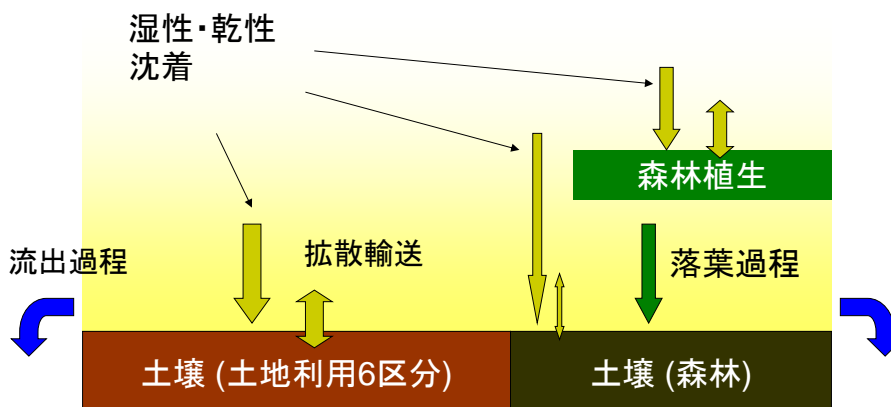 湿性・乾性
沈着
森林植生
流出過程
拡散輸送
落葉過程
土壌 (土地利用6区分)
土壌 (森林)